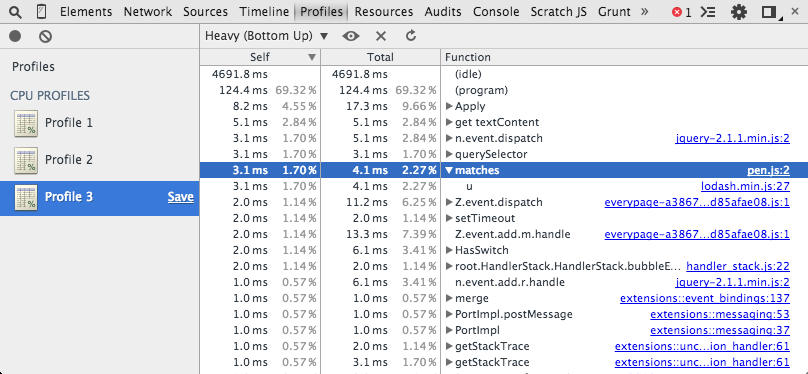 Elements Network Sources Timeline Profiles Resources Audits Console Scratch JS Grunt » 1
Heavy (Bottom Up) ▼
Profiles
CPU PROFILES
Profile 1
Profile 2
Profile 3 Save
Self ▼ Total Function
4691.8 ms 4691.8 ms (idle)
124.4 ms 69.32 % 124.4 ms 69.32 % (program)
8.2 ms 4.55 % 17.3 ms 9.66 % ▶Apply
5.1 ms 2.84 % 5.1 ms 2.84 % ▶get textContent
3.1 ms 1.70 % 5.1 ms 2.84 % ▶n.event.dispatch jquery-2.1.1.min.js:2
3.1 ms 1.70 % 3.1 ms 1.70 % ▶querySelector
3.1 ms 1.70 % 4.1 ms 2.27 % ▼matches pen.js:2
3.1 ms 1.70 % 4.1 ms 2.27 % u lodash.min.js:27
2.0 ms 1.14 % 11.2 ms 6.25 % ▶Z.event.dispatch everypage-a3867...d85afae08.js:1
2.0 ms 1.14 % 2.0 ms 1.14 % ▶setTimeout
2.0 ms 1.14 % 13.3 ms 7.39 % Z.event.add.m.handle everypage-a3867...d85afae08.js:1
2.0 ms 1.14 % 6.1 ms 3.41 % ▶HasSwitch
2.0 ms 1.14 % 2.0 ms 1.14 % ▶root.HandlerStack.HandlerStack.bubbleE... handler_stack.js:22
1.0 ms 0.57 % 6.1 ms 3.41 % n.event.add.r.handle jquery-2.1.1.min.js:2
1.0 ms 0.57 % 1.0 ms 0.57 % ▶merge extensions::event_bindings:137
1.0 ms 0.57 % 1.0 ms 0.57 % ▶PortImpl.postMessage extensions::messaging:53
1.0 ms 0.57 % 1.0 ms 0.57 % ▶PortImpl extensions::messaging:37
1.0 ms 0.57 % 2.0 ms 1.14 % ▶getStackTrace extensions::unc...ion_handler:61
1.0 ms 0.57 % 3.1 ms 1.70 % ▶getStackTrace extensions::unc...ion_handler:61